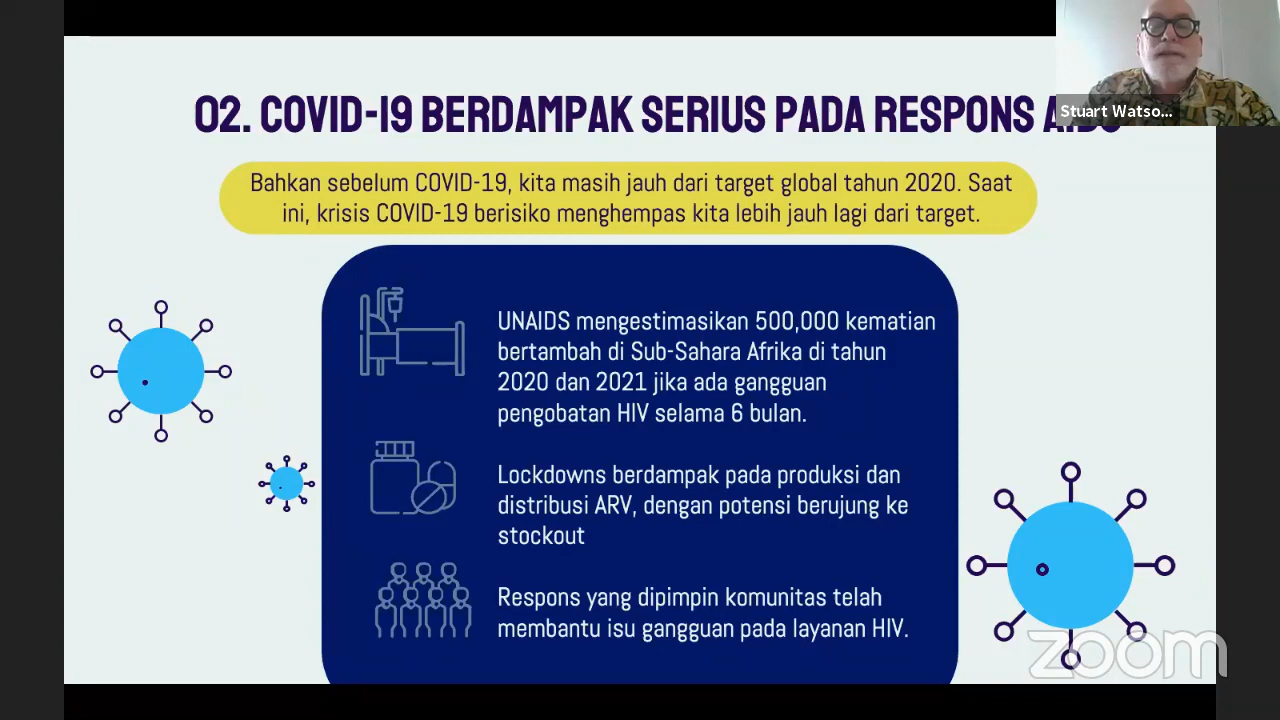 02. COVID-19 BERDAMPAK SERIUS PADA RESPONS AIDS
Stuart Watso...
Bahkan sebelum COVID-19, kita masih jauh dari target global tahun 2020. Saat
ini, krisis COVID-19 berisiko menghempas kita lebih jauh lagi dari target.
UNAIDS mengestimasikan 500,000 kematian
bertambah di Sub-Sahara Afrika di tahun
2020 dan 2021 jika ada gangguan
pengobatan HIV selama 6 bulan.
Lockdowns berdampak pada produksi dan
distribusi ARV, dengan potensi berujung ke
stockout
Respons yang dipimpin komunitas telah
membantu isu gangguan pada layanan HIV.
zoom